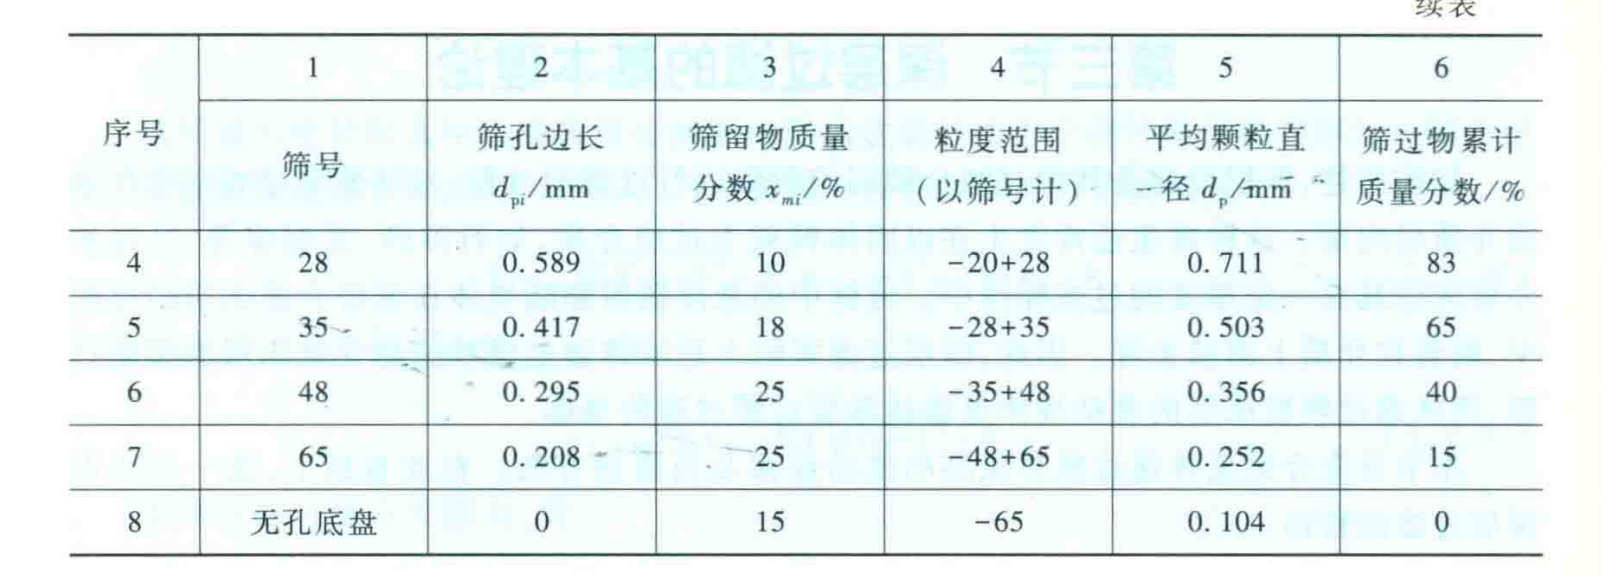 续表
1 2 3 4 5 6
序号 筛号 筛孔边长 筛留物质量 粒度范围 平均颗粒直 筛过物累计
d_{pi}/mm 分数 x_{mi}/% (以筛号计) 径 d_p/mm 质量分数/%
4 28 0.589 10 -20+28 0.711 83
5 35 0.417 18 -28+35 0.503 65
6 48 0.295 25 -35+48 0.356 40
7 65 0.208 25 -48+65 0.252 15
8 无孔底盘 0 15 -65 0.104 0